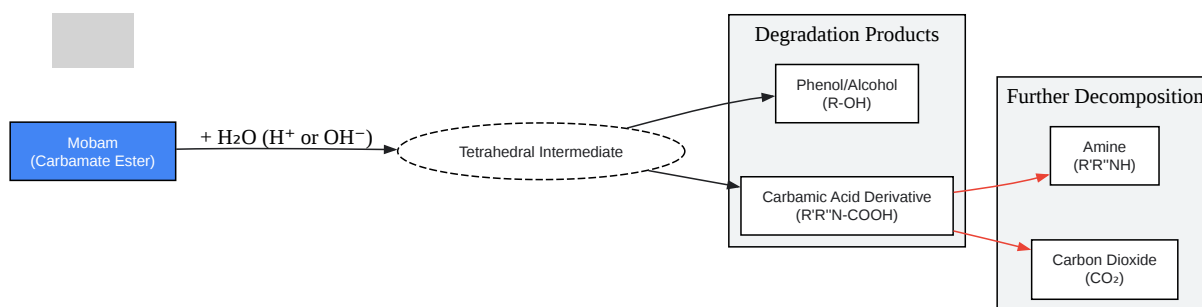 Mobam
(Carbamate Ester)
+ H₂O (H⁺ or OH⁻)
Tetrahedral Intermediate
Degradation Products
Phenol/Alcohol
(R-OH)
Carbamic Acid Derivative
(R'R''N-COOH)
Further Decomposition
Amine
(R'R''NH)
Carbon Dioxide
(CO₂)